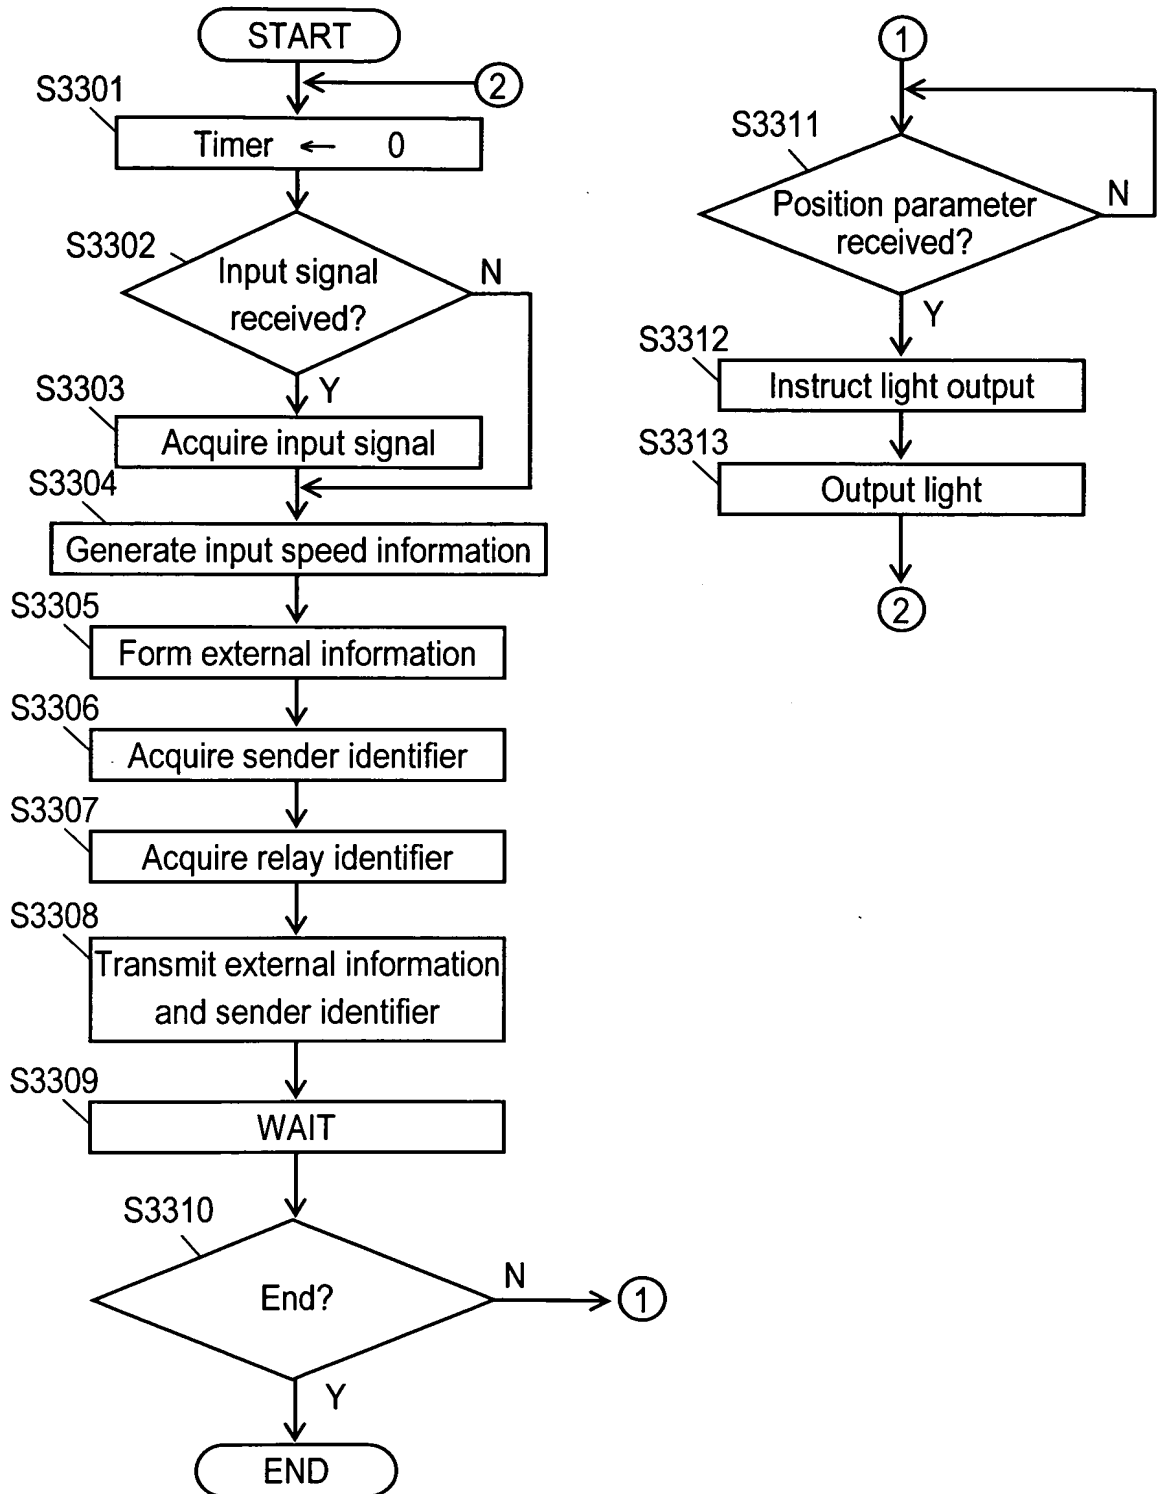 START
2
S3301
Timer ← 0
S3302
Input signal
received?
N
Y
S3303
Acquire input signal
S3304
Generate input speed information
S3305
Form external information
S3306
Acquire sender identifier
S3307
Acquire relay identifier
S3308
Transmit external information
and sender identifier
S3309
WAIT
S3310
End?
N
1
Y
END
1
S3311
Position parameter
received?
N
Y
S3312
Instruct light output
S3313
Output light
2